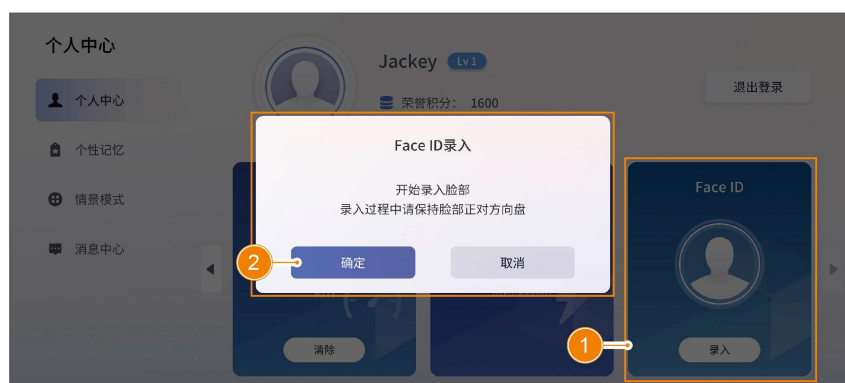 个人中心
Jackey Lv1
退出登录
个人中心
荣誉积分： 1600
Face ID录入
个性记忆
开始录入脸部
录入过程中请保持脸部正对方向盘
Face ID
情景模式
消息中心
2
确定
取消
清除
1
录入